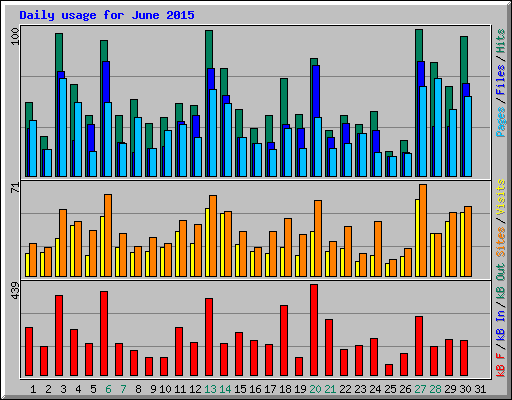 Daily usage for June 2015
100
71
439
Pages / Files / Hits
Sites / Visits
kB F / kB In / kB Out
1 2 3 4 5 6 7 8 9 10 11 12 13 14 15 16 17 18 19 20 21 22 23 24 25 26 27 28 29 30 31